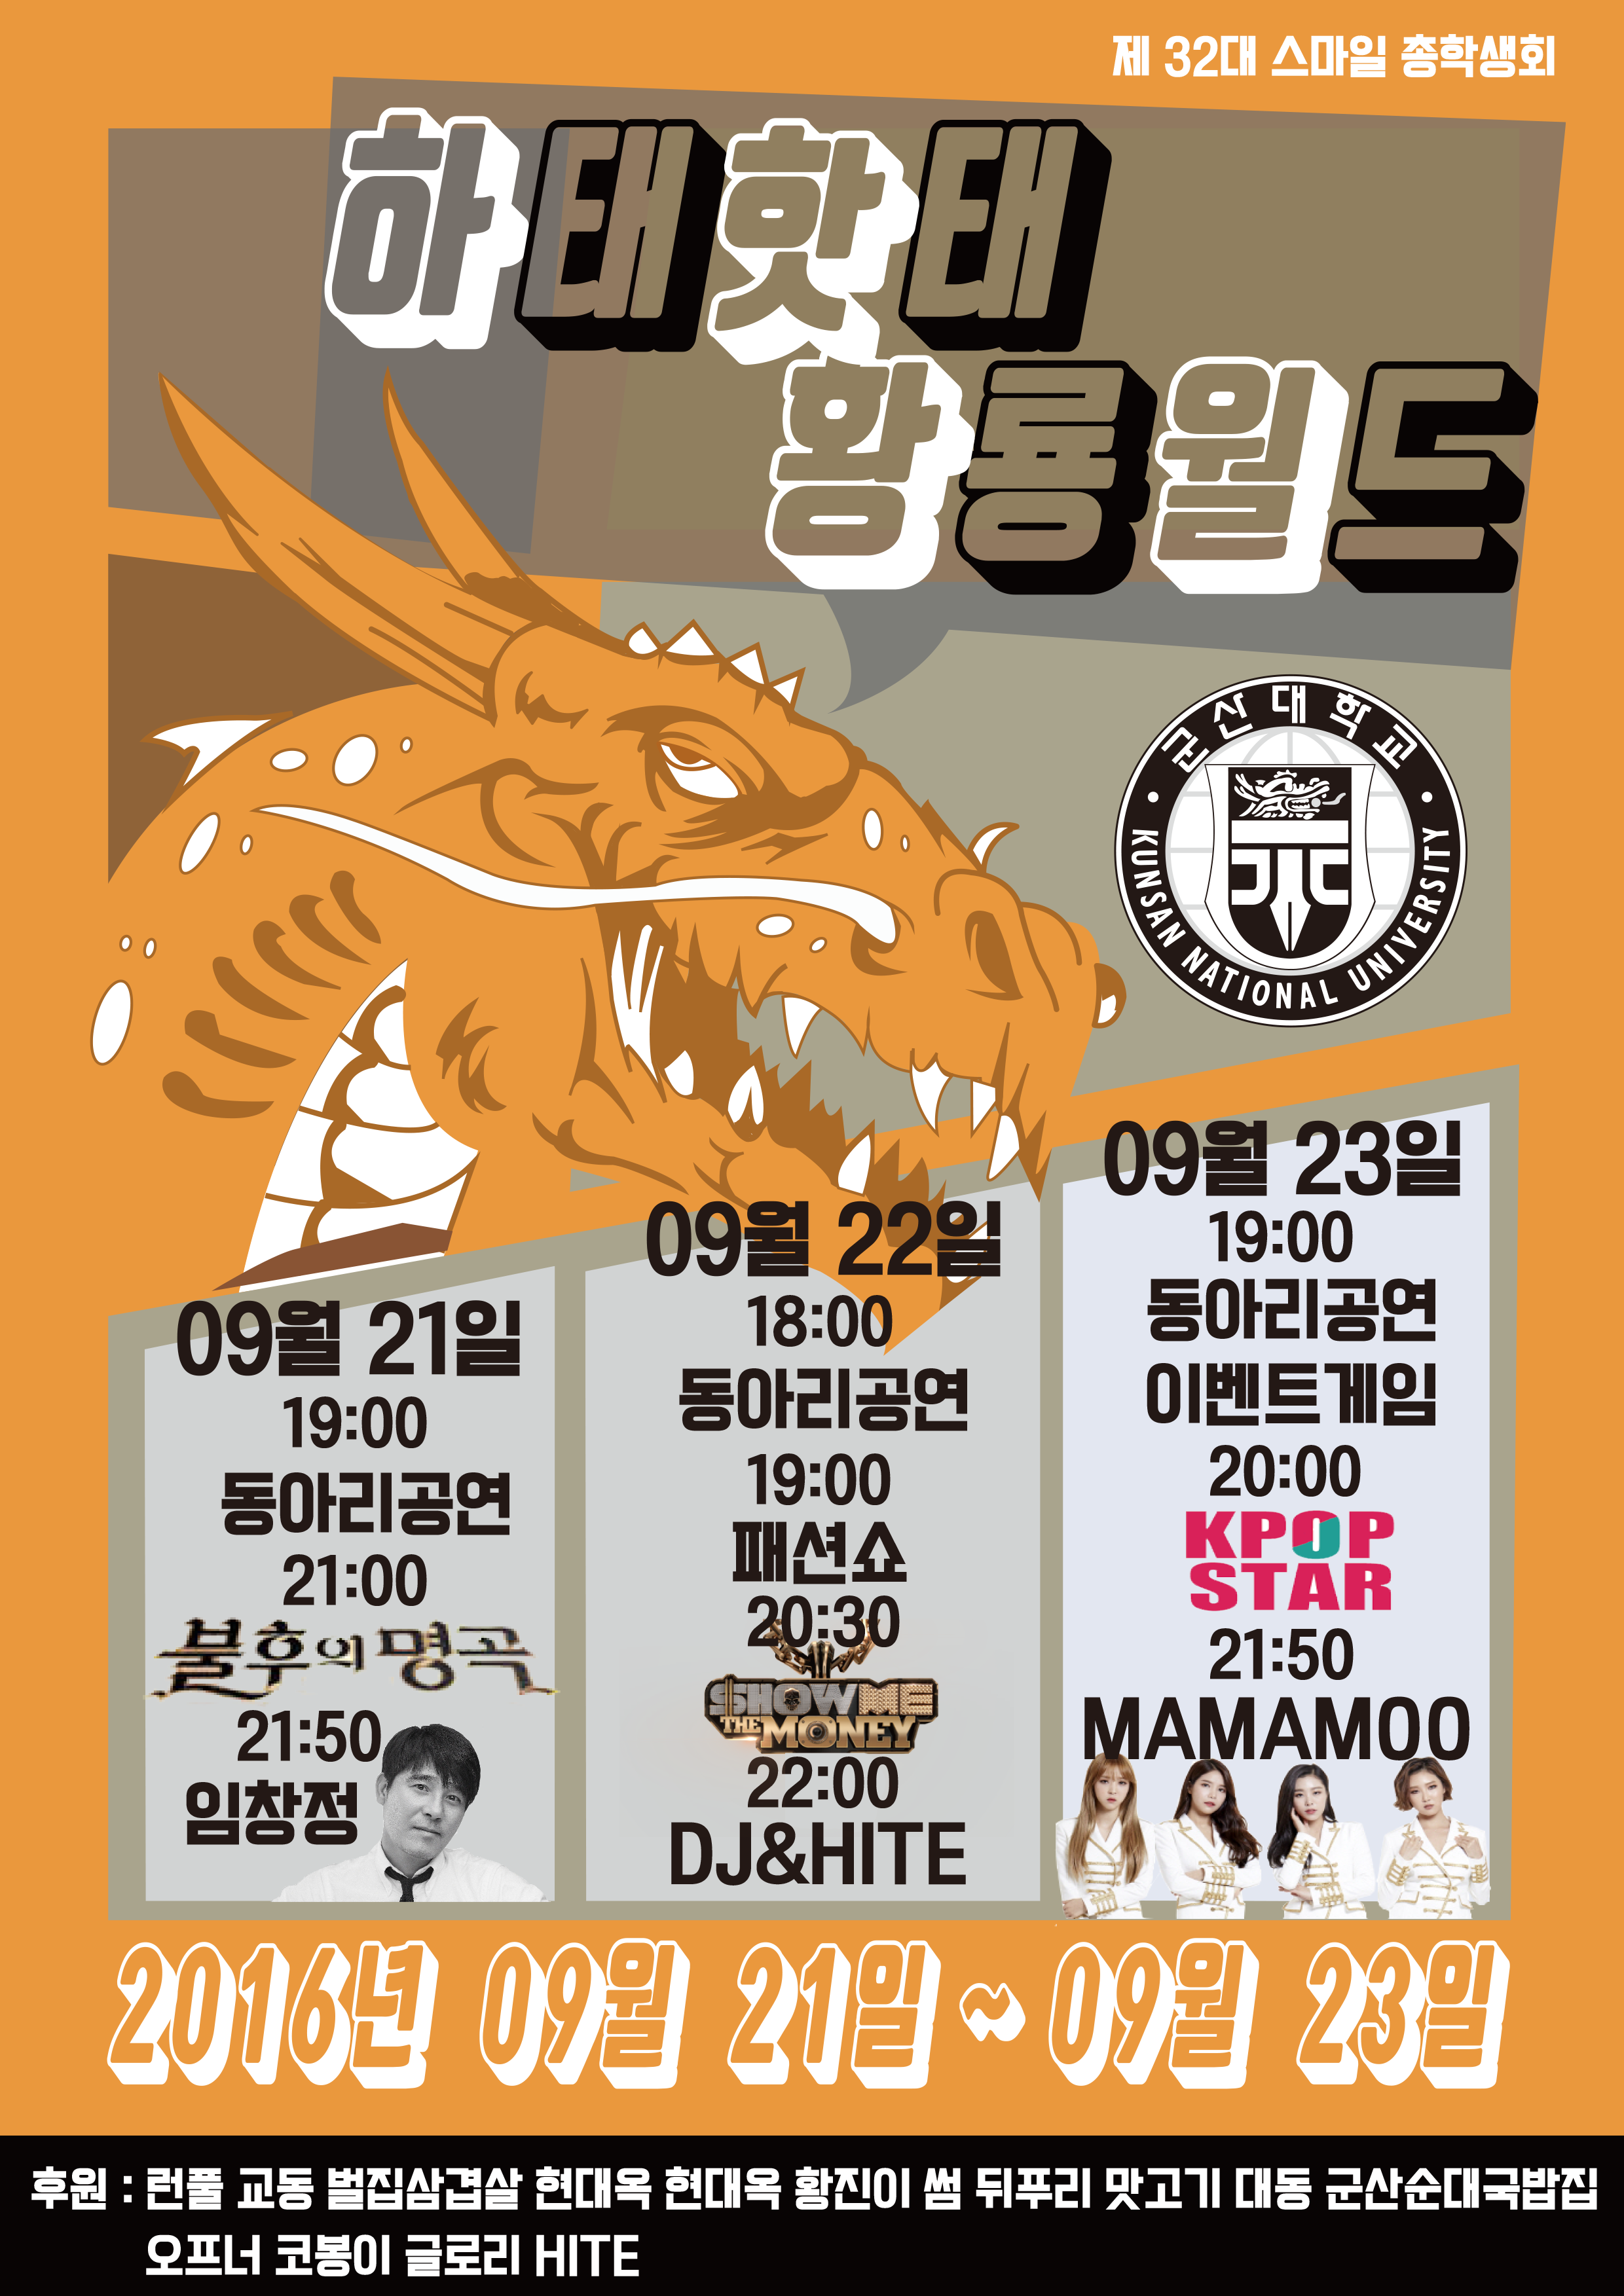 제 32대 스마일 총학생회
하태핫태
황룡월드
군산대학교
KUNSAN NATIONAL UNIVERSITY
09월 21일
19:00
동아리공연
21:00
불후의 명곡
21:50
임창정
09월 22일
18:00
동아리공연
19:00
패션쇼
20:30
SHOW ME
THE MONEY
22:00
DJ&HITE
09월 23일
19:00
동아리공연
이벤트게임
20:00
KPOP
STAR
21:50
MAMAMOO
2016년 09월 21일 ~ 09월 23일
후원 : 런풀 교동 벌집삼겹살 현대옥 현대옥 황진이 썸 뒤푸리 맛고기 대동 군산순대국밥집
오프너 코봉이 글로리 HITE